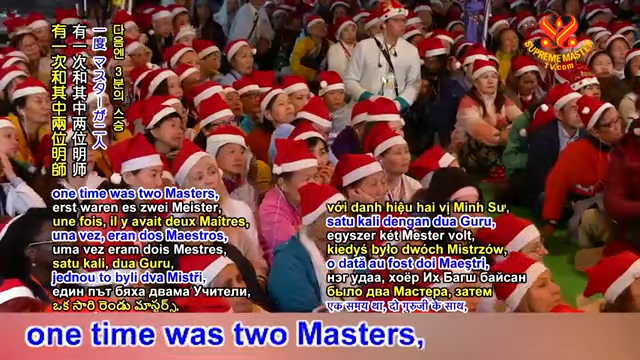 SUPREME MASTER
TV.com
다음엔 3분의 스승
一度 マスターが二人
有一次和其中兩位明師
有一次和其中两位明师
one time was two Masters,
erst waren es zwei Meister,
une fois, il y avait deux Maitres,
una vez, eran dos Maestros,
uma vez eram dois Mestres,
satu kali, dua Guru,
jednou to byli dva Mistři,
един път бяха двама Учители,
ఒక సారి రెండు మాస్టర్స్,
với danh hiệu hai vị Minh Sư,
satu kali dengan dua Guru,
egyszer két Mester volt,
kiedyś było dwóch Mistrzów,
o dată au fost doi Maeştri,
нэг удаа, хоёр Их Багш байсан
было два Мастера, затем
एक समय था, दो गुरुजी के साथ,
one time was two Masters,